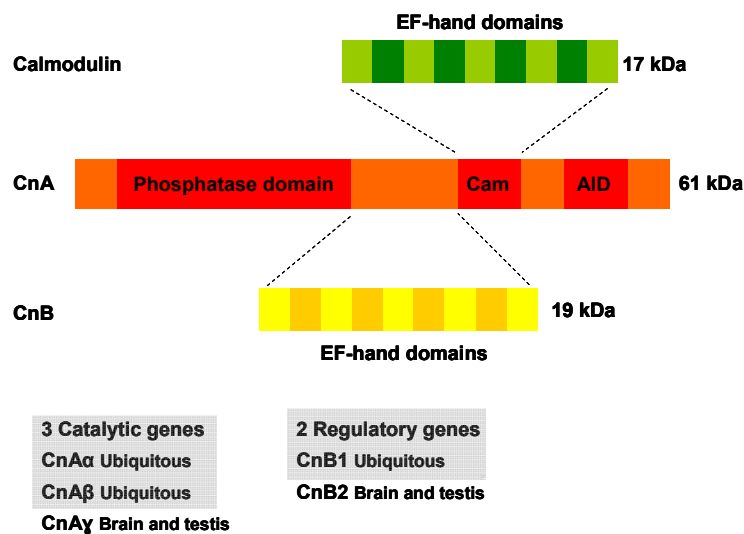 EF-hand domains
Calmodulin
17 kDa
CnA
Phosphatase domain
Cam
AID
61 kDa
CnB
19 kDa
EF-hand domains
3 Catalytic genes
CnAα Ubiquitous
CnAβ Ubiquitous
CnAɣ Brain and testis
2 Regulatory genes
CnB1 Ubiquitous
CnB2 Brain and testis